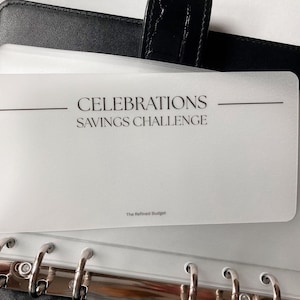 CELEBRATIONS
SAVINGS CHALLENGE
The Refined Budget